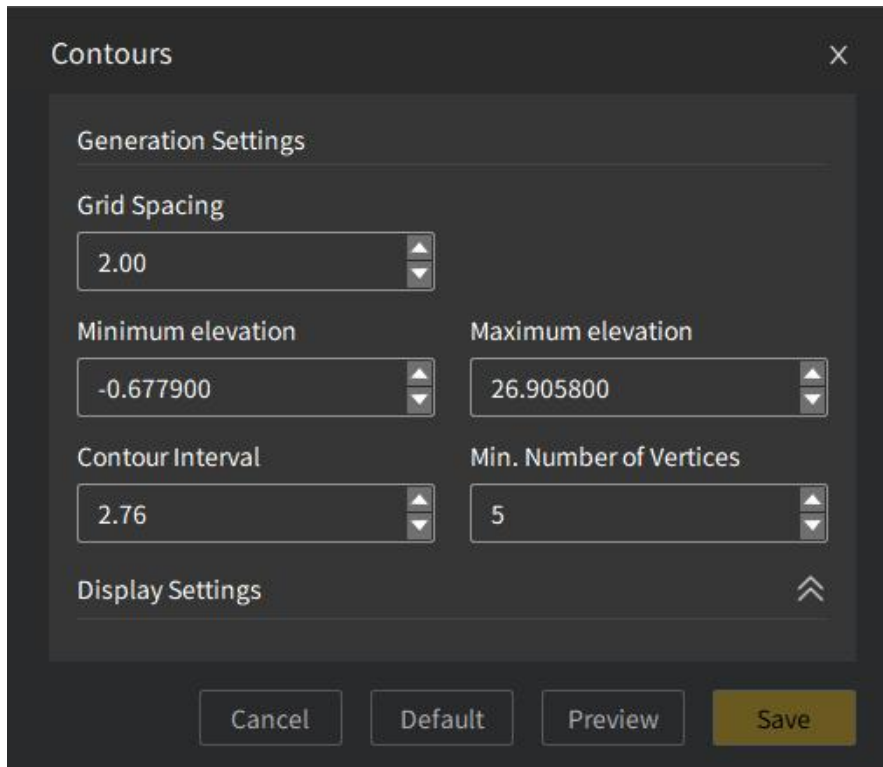 Contours
Generation Settings
Grid Spacing
2.00
Minimum elevation Maximum elevation
-0.677900 26.905800
Contour Interval Min. Number of Vertices
2.76 5
Display Settings
Cancel Default Preview Save